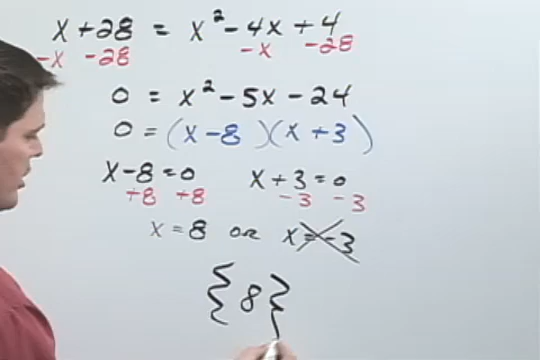 x + 28 = x² - 4x + 4
-x -28 -x -28
0 = x² - 5x - 24
0 = (x - 8)(x + 3)
x - 8 = 0 x + 3 = 0
+8 +8 -3 -3
x = 8 or x = -3
{8}